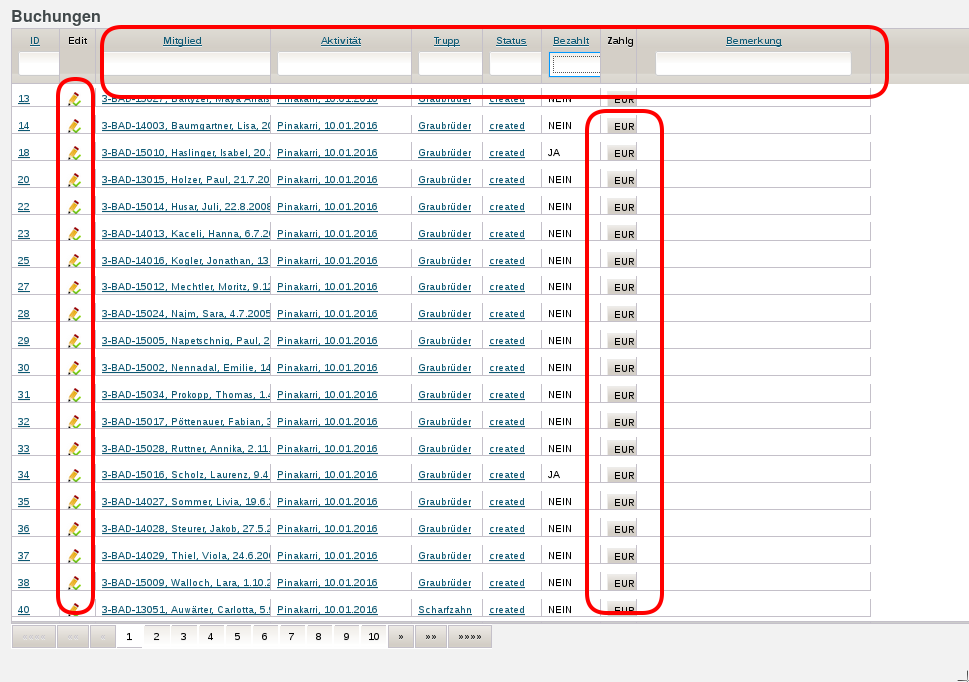 Buchungen
ID Edit Mitglied Aktivität Trupp Status Bezahlt Zahlg Bemerkung
13 3-BAD-15027, Baltyzer, Maya Anaïs Pinakarri, 10.01.2016 Graubrüder created NEIN EUR
14 3-BAD-14003, Baumgartner, Lisa, 20 Pinakarri, 10.01.2016 Graubrüder created NEIN EUR
18 3-BAD-15010, Haslinger, Isabel, 20. Pinakarri, 10.01.2016 Graubrüder created JA EUR
20 3-BAD-13015, Holzer, Paul, 21.7.20 Pinakarri, 10.01.2016 Graubrüder created NEIN EUR
22 3-BAD-15014, Husar, Juli, 22.8.2008 Pinakarri, 10.01.2016 Graubrüder created NEIN EUR
23 3-BAD-14013, Kaceli, Hanna, 6.7.2 Pinakarri, 10.01.2016 Graubrüder created NEIN EUR
25 3-BAD-14016, Kogler, Jonathan, 13 Pinakarri, 10.01.2016 Graubrüder created NEIN EUR
27 3-BAD-15012, Mechtler, Moritz, 9.1 Pinakarri, 10.01.2016 Graubrüder created NEIN EUR
28 3-BAD-15024, Najm, Sara, 4.7.2005 Pinakarri, 10.01.2016 Graubrüder created NEIN EUR
29 3-BAD-15005, Napetschnig, Paul, 2 Pinakarri, 10.01.2016 Graubrüder created NEIN EUR
30 3-BAD-15002, Nennadal, Emilie, 14 Pinakarri, 10.01.2016 Graubrüder created NEIN EUR
31 3-BAD-15034, Prokopp, Thomas, 1. Pinakarri, 10.01.2016 Graubrüder created NEIN EUR
32 3-BAD-15017, Pöttenauer, Fabian, Pinakarri, 10.01.2016 Graubrüder created NEIN EUR
33 3-BAD-15028, Ruttner, Annika, 2.11. Pinakarri, 10.01.2016 Graubrüder created NEIN EUR
34 3-BAD-15016, Scholz, Laurenz, 9.4 Pinakarri, 10.01.2016 Graubrüder created JA EUR
35 3-BAD-14027, Sommer, Livia, 19.6. Pinakarri, 10.01.2016 Graubrüder created NEIN EUR
36 3-BAD-14028, Steurer, Jakob, 27.5. Pinakarri, 10.01.2016 Graubrüder created NEIN EUR
37 3-BAD-14029, Thiel, Viola, 24.6.20 Pinakarri, 10.01.2016 Graubrüder created NEIN EUR
38 3-BAD-15009, Walloch, Lara, 1.10. Pinakarri, 10.01.2016 Graubrüder created NEIN EUR
40 3-BAD-13051, Auwärter, Carlotta, 5. Pinakarri, 10.01.2016 Scharfzahn created NEIN EUR
«««« «« « 1 2 3 4 5 6 7 8 9 10 » »» »»»»